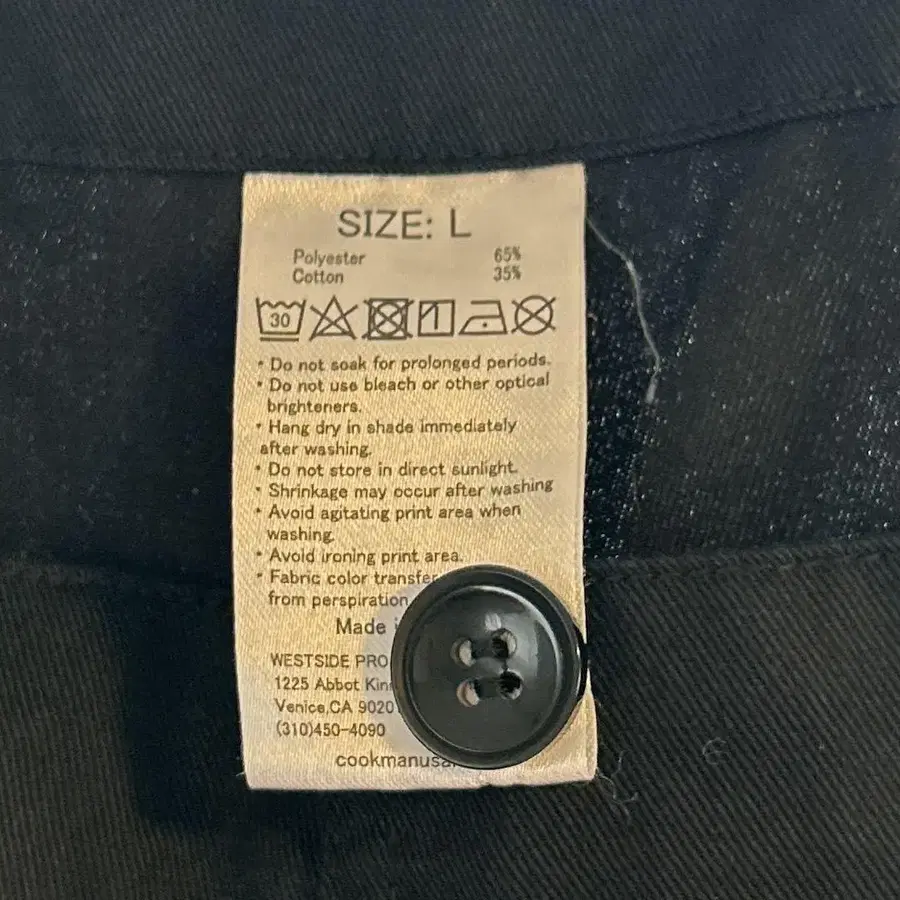 SIZE: L
Polyester 65%
Cotton 35%
30
• Do not soak for prolonged periods.
• Do not use bleach or other optical
brighteners.
• Hang dry in shade immediately
after washing.
• Do not store in direct sunlight.
• Shrinkage may occur after washing
• Avoid agitating print area when
washing.
• Avoid ironing print area.
• Fabric color transfer
from perspiration
Made
WESTSIDE PRO
1225 Abbot Kin
Venice,CA 9020
(310)450-4090
cookmanusa